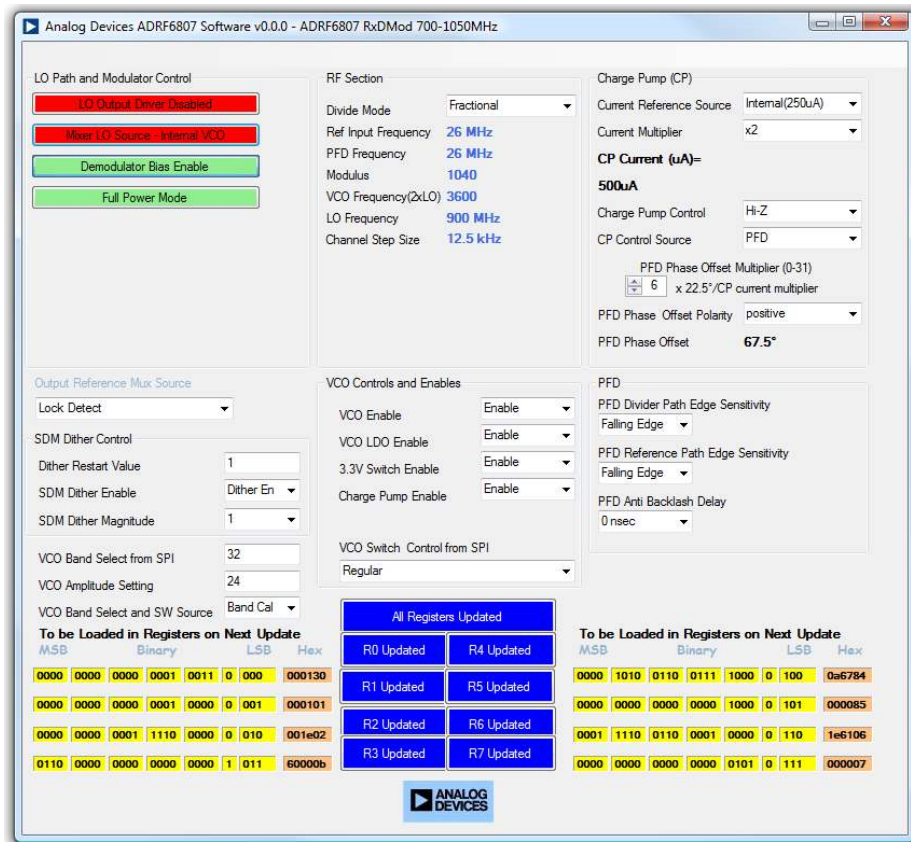 Analog Devices ADRF6807 Software v0.0.0 - ADRF6807 RxDMod 700-1050MHz
LO Path and Modulator Control
LO Output Driver Disabled
Mixer LO Source - Internal VCO
Demodulator Bias Enable
Full Power Mode
RF Section
Divide Mode Fractional
Ref Input Frequency 26 MHz
PFD Frequency 26 MHz
Modulus 1040
VCO Frequency(2xLO) 3600
LO Frequency 900 MHz
Channel Step Size 12.5 kHz
Charge Pump (CP)
Current Reference Source Internal(250uA)
Current Multiplier x2
CP Current (uA)=
500uA
Charge Pump Control Hi-Z
CP Control Source PFD
PFD Phase Offset Multiplier (0-31)
6 x 22.5°/CP current multiplier
PFD Phase Offset Polarity positive
PFD Phase Offset 67.5°
Output Reference Mux Source
Lock Detect
SDM Dither Control
Dither Restart Value 1
SDM Dither Enable Dither En
SDM Dither Magnitude 1
VCO Band Select from SPI 32
VCO Amplitude Setting 24
VCO Band Select and SW Source Band Cal
VCO Controls and Enables
VCO Enable Enable
VCO LDO Enable Enable
3.3V Switch Enable Enable
Charge Pump Enable Enable
VCO Switch Control from SPI
Regular
PFD
PFD Divider Path Edge Sensitivity
Falling Edge
PFD Reference Path Edge Sensitivity
Falling Edge
PFD Anti Backlash Delay
0 nsec
To be Loaded in Registers on Next Update
MSB Binary LSB Hex
0000 0000 0000 0001 0011 0 000 000130
0000 0000 0000 0001 0000 0 001 000101
0000 0000 0001 1110 0000 0 010 001e02
0110 0000 0000 0000 0000 1 011 60000b
All Registers Updated
R0 Updated R4 Updated
R1 Updated R5 Updated
R2 Updated R6 Updated
R3 Updated R7 Updated
To be Loaded in Registers on Next Update
MSB Binary LSB Hex
0000 1010 0110 0111 1000 0 100 0a6784
0000 0000 0000 0000 1000 0 101 000085
0001 1110 0110 0001 0000 0 110 1e6106
0000 0000 0000 0000 0101 0 111 000007
ANALOG
DEVICES